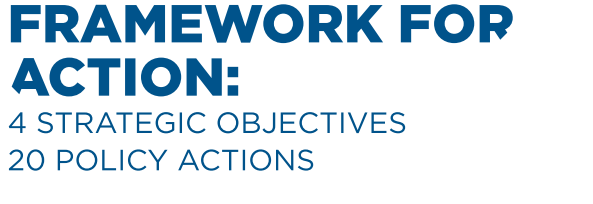 FRAMEWORK FOR
ACTION:
4 STRATEGIC OBJECTIVES
20 POLICY ACTIONS